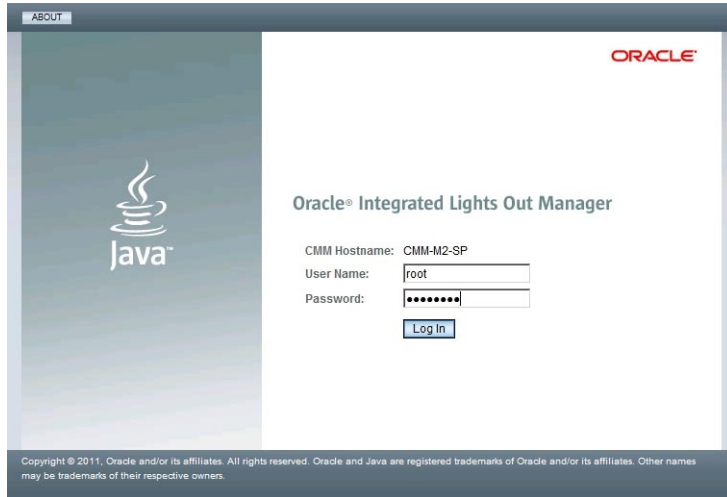 ABOUT
ORACLE
Java™
Oracle® Integrated Lights Out Manager
CMM Hostname: CMM-M2-SP
User Name: root
Password: ••••••••
Log In
Copyright © 2011, Oracle and/or its affiliates. All rights reserved. Oracle and Java are registered trademarks of Oracle and/or its affiliates. Other names
may be trademarks of their respective owners.